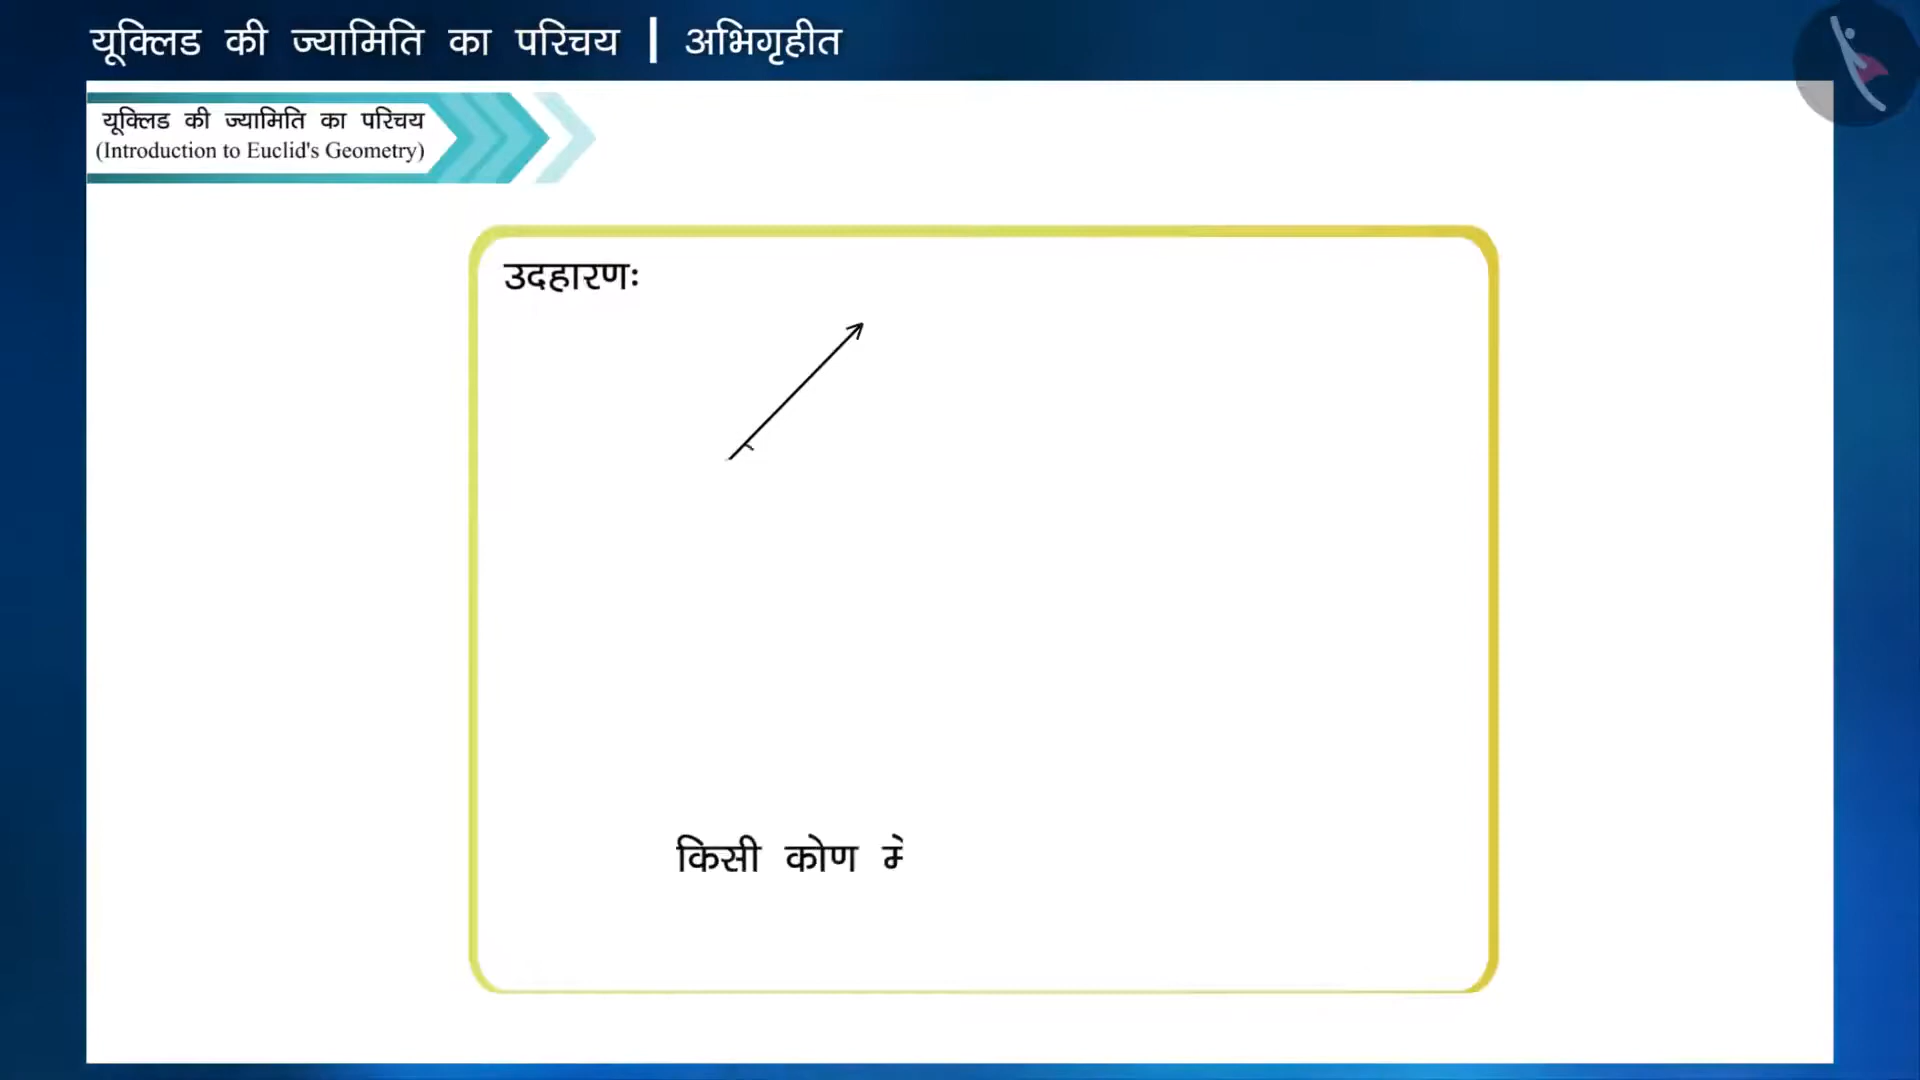 यूक्लिड की ज्यामिति का परिचय | अभिगृहीत
यूक्लिड की ज्यामिति का परिचय
(Introduction to Euclid's Geometry)
उदहारणः
किसी कोण